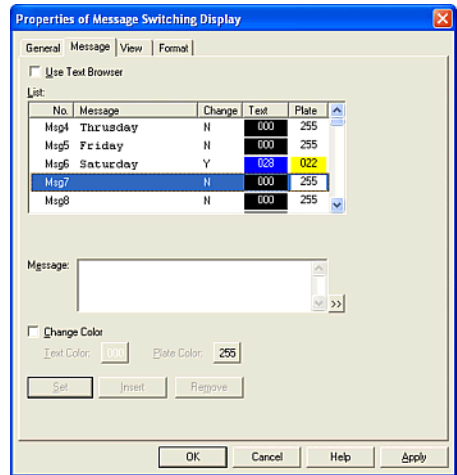 Properties of Message Switching Display
General Message View Format
Use Text Browser
List:
No. Message Change Text Plate
Msg4 Thrusday N 000 255
Msg5 Friday N 000 255
Msg6 Saturday Y 028 022
Msg7 N 000 255
Msg8 N 000 255
Message:
>>
Change Color
Text Color: 000 Plate Color: 255
Set Insert Remove
OK Cancel Help Apply